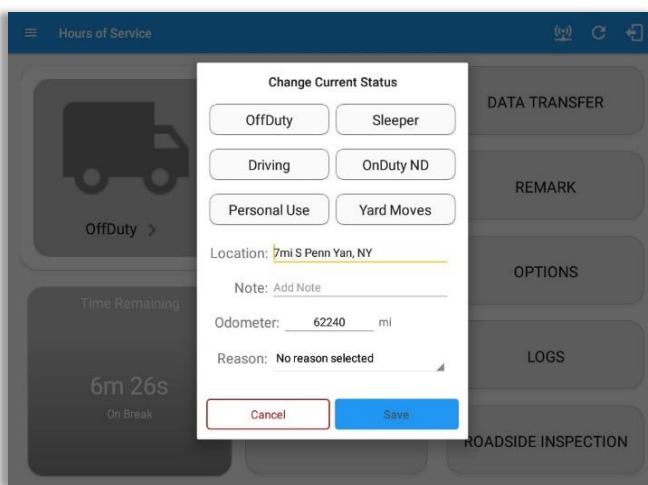 Hours of Service
Change Current Status
OffDuty Sleeper
Driving OnDuty ND
Personal Use Yard Moves
Location: 7mi S Penn Yan, NY
Note: Add Note
Odometer: 62240 mi
Reason: No reason selected
Cancel Save
OffDuty >
Time Remaining
6m 26s
On Break
DATA TRANSFER
REMARK
OPTIONS
LOGS
ROADSIDE INSPECTION